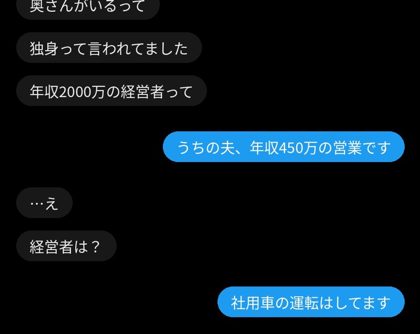 奥さんがいるって
独身って言われてました
年収2000万の経営者って
うちの夫、年収450万の営業です
…え
経営者は？
社用車の運転はしてます